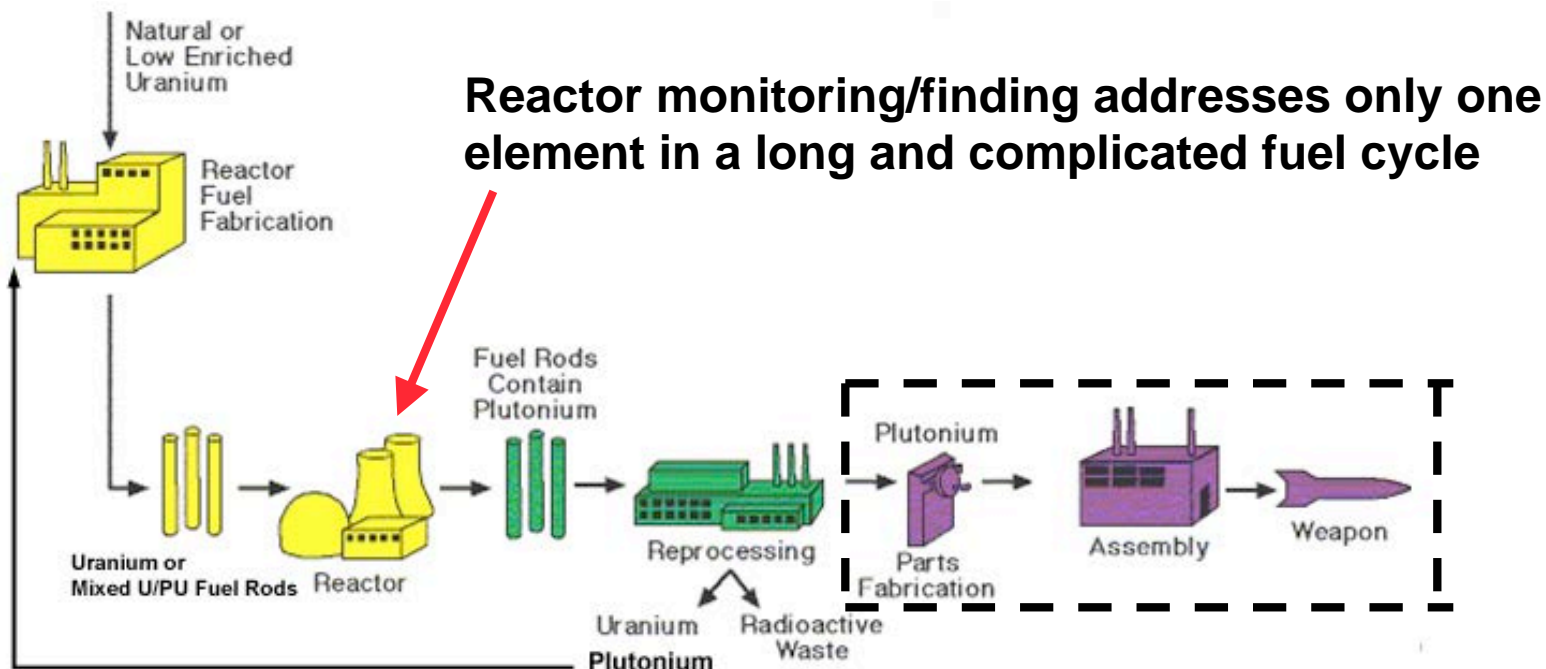 Natural or
Low Enriched
Uranium
Reactor monitoring/finding addresses only one
element in a long and complicated fuel cycle
Reactor
Fuel
Fabrication
Fuel Rods
Contain
Plutonium
Uranium or
Mixed U/PU Fuel Rods
Reactor
Reprocessing
Uranium
Radioactive
Waste
Plutonium
Plutonium
Parts
Fabrication
Assembly
Weapon